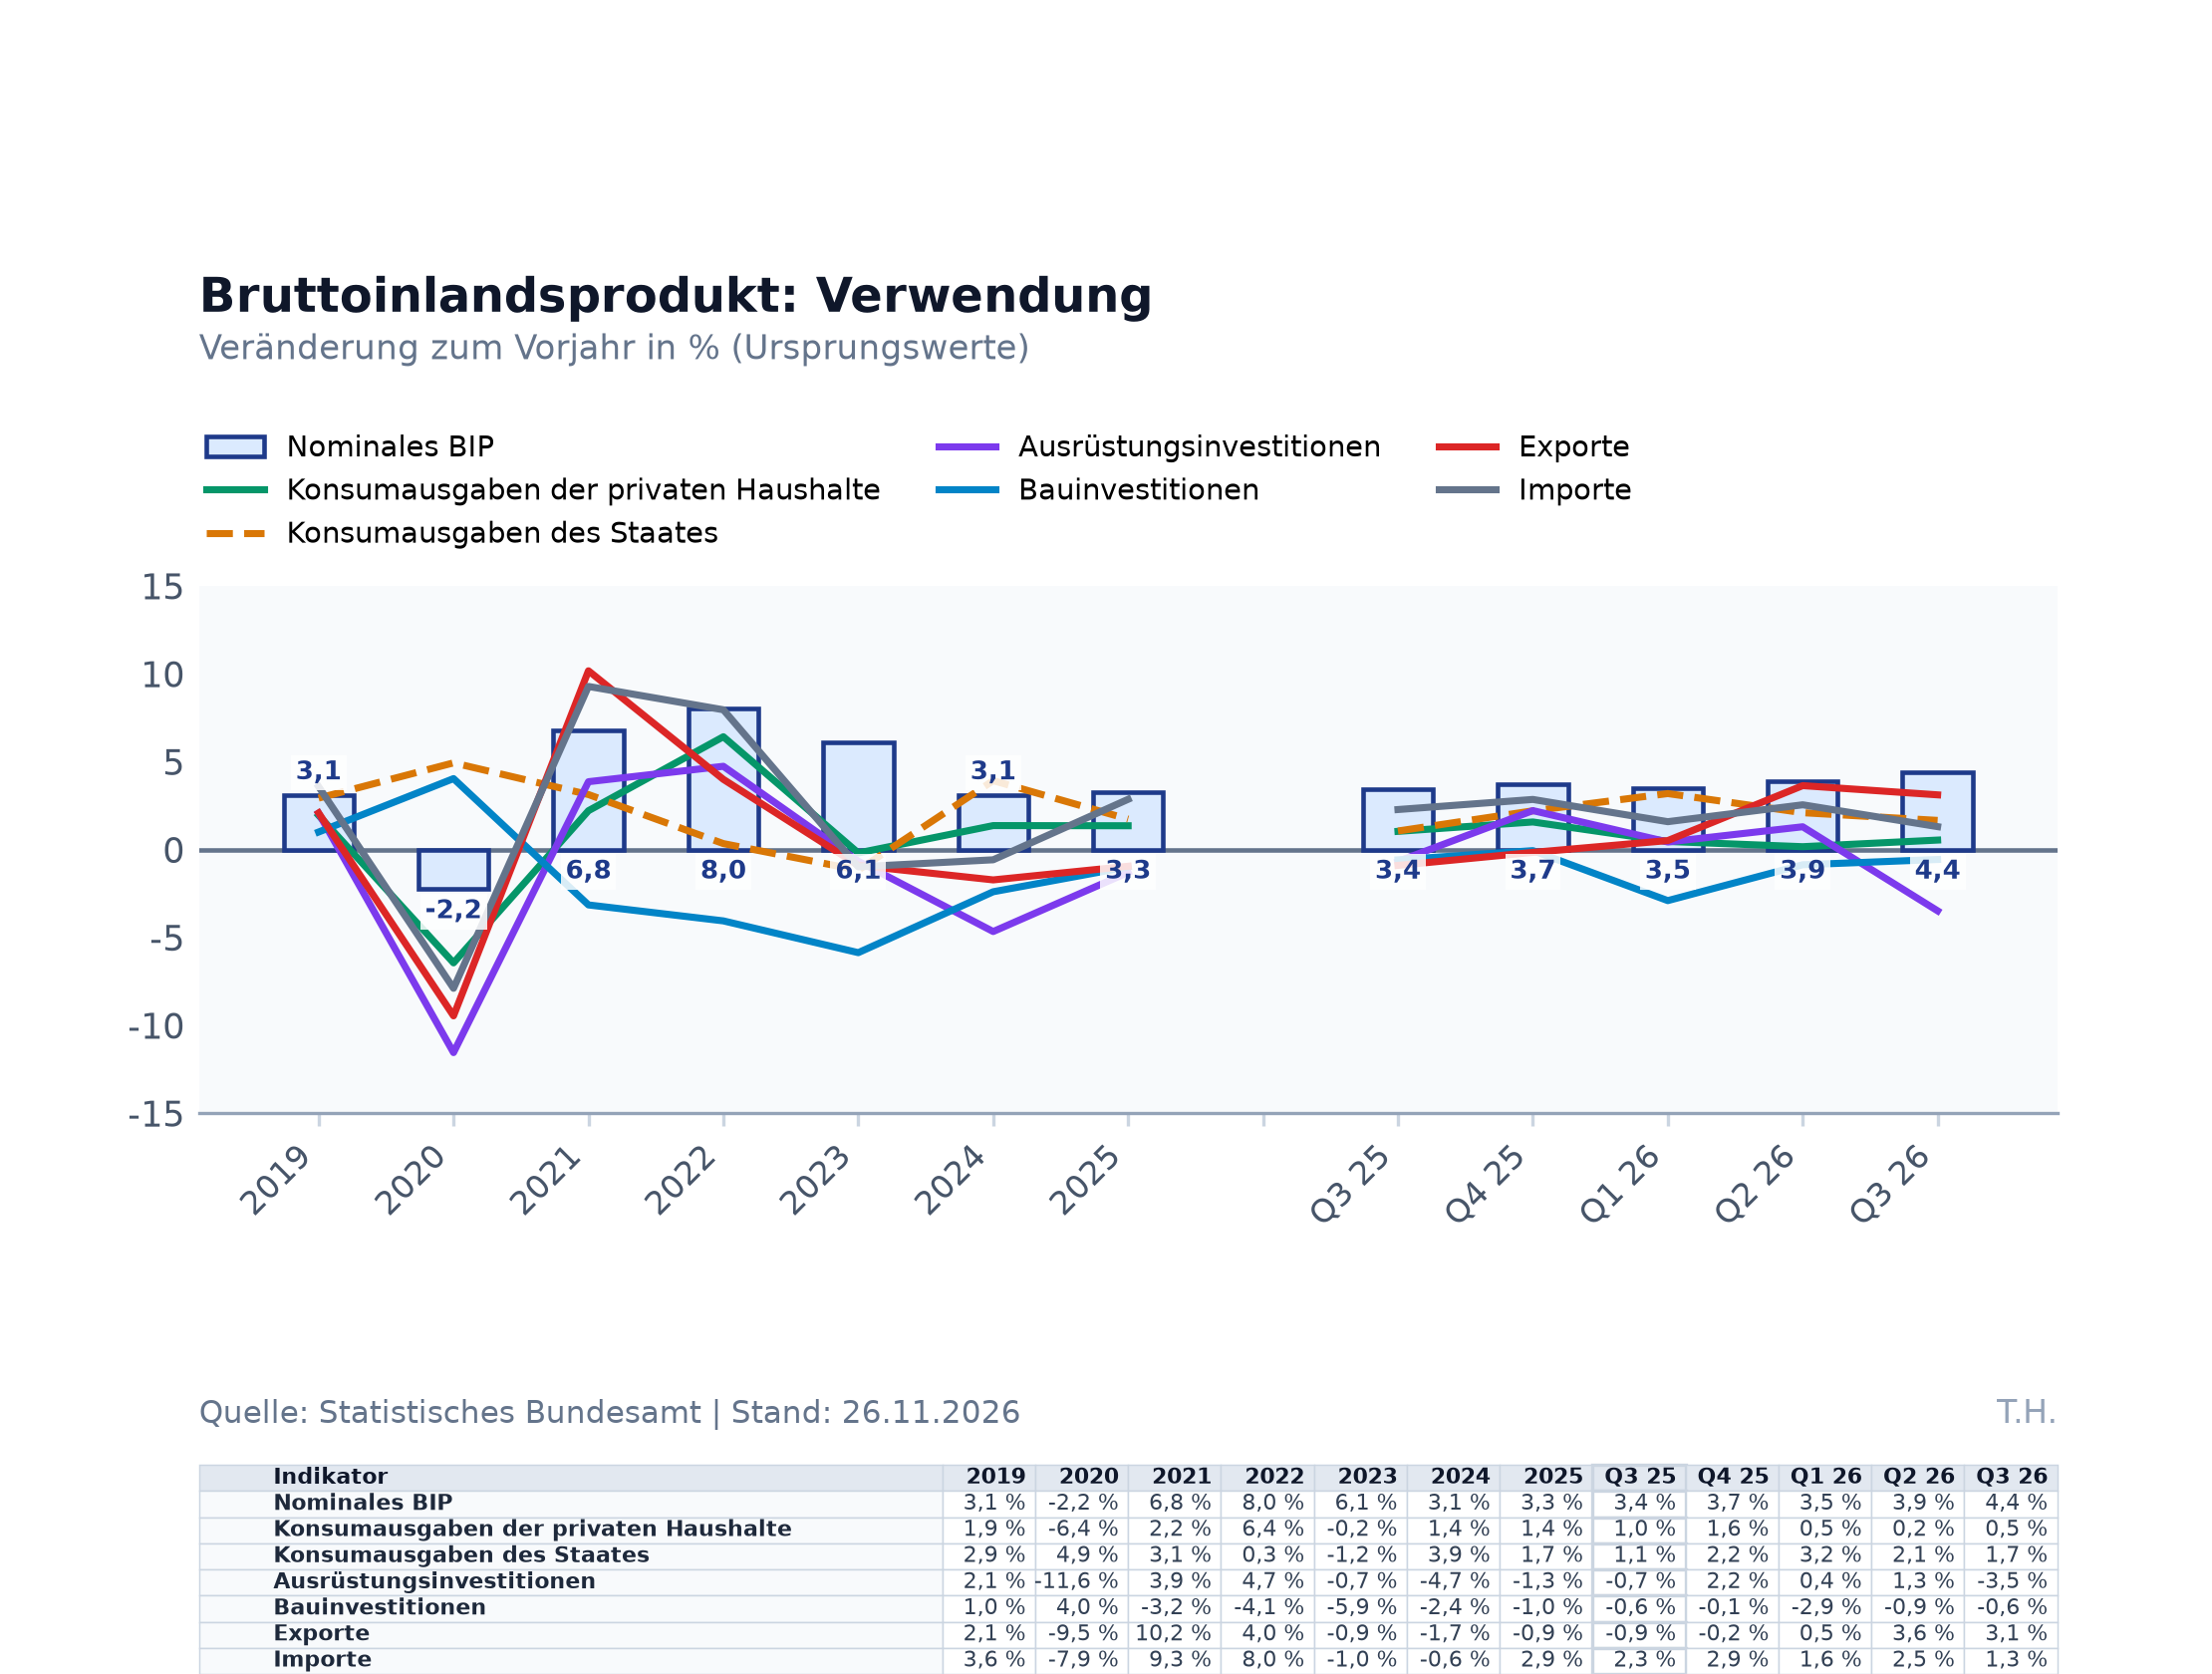 Bruttoinlandsprodukt: Verwendung
Veränderung zum Vorjahr in % (Ursprungswerte)
Nominales BIP
Konsumausgaben der privaten Haushalte
Konsumausgaben des Staates
Ausrüstungsinvestitionen
Bauinvestitionen
Exporte
Importe
15
10
5
0
-5
-10
-15
3,1
-2,2
6,8
8,0
6,1
3,1
3,3
3,4
3,7
3,5
3,9
4,4
2019
2020
2021
2022
2023
2024
2025
Q3 25
Q4 25
Q1 26
Q2 26
Q3 26
Quelle: Statistisches Bundesamt | Stand: 26.11.2026
T.H.
Indikator 2019 2020 2021 2022 2023 2024 2025 Q3 25 Q4 25 Q1 26 Q2 26 Q3 26
Nominales BIP 3,1 % -2,2 % 6,8 % 8,0 % 6,1 % 3,1 % 3,3 % 3,4 % 3,7 % 3,5 % 3,9 % 4,4 %
Konsumausgaben der privaten Haushalte 1,9 % -6,4 % 2,2 % 6,4 % -0,2 % 1,4 % 1,4 % 1,0 % 1,6 % 0,5 % 0,2 % 0,5 %
Konsumausgaben des Staates 2,9 % 4,9 % 3,1 % 0,3 % -1,2 % 3,9 % 1,7 % 1,1 % 2,2 % 3,2 % 2,1 % 1,7 %
Ausrüstungsinvestitionen 2,1 % -11,6 % 3,9 % 4,7 % -0,7 % -4,7 % -1,3 % -0,7 % 2,2 % 0,4 % 1,3 % -3,5 %
Bauinvestitionen 1,0 % 4,0 % -3,2 % -4,1 % -5,9 % -2,4 % -1,0 % -0,6 % -0,1 % -2,9 % -0,9 % -0,6 %
Exporte 2,1 % -9,5 % 10,2 % 4,0 % -0,9 % -1,7 % -0,9 % -0,9 % -0,2 % 0,5 % 3,6 % 3,1 %
Importe 3,6 % -7,9 % 9,3 % 8,0 % -1,0 % -0,6 % 2,9 % 2,3 % 2,9 % 1,6 % 2,5 % 1,3 %